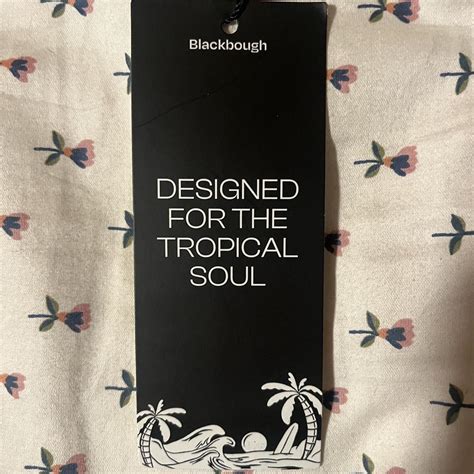 Blackbough
DESIGNED
FOR THE
TROPICAL
SOUL